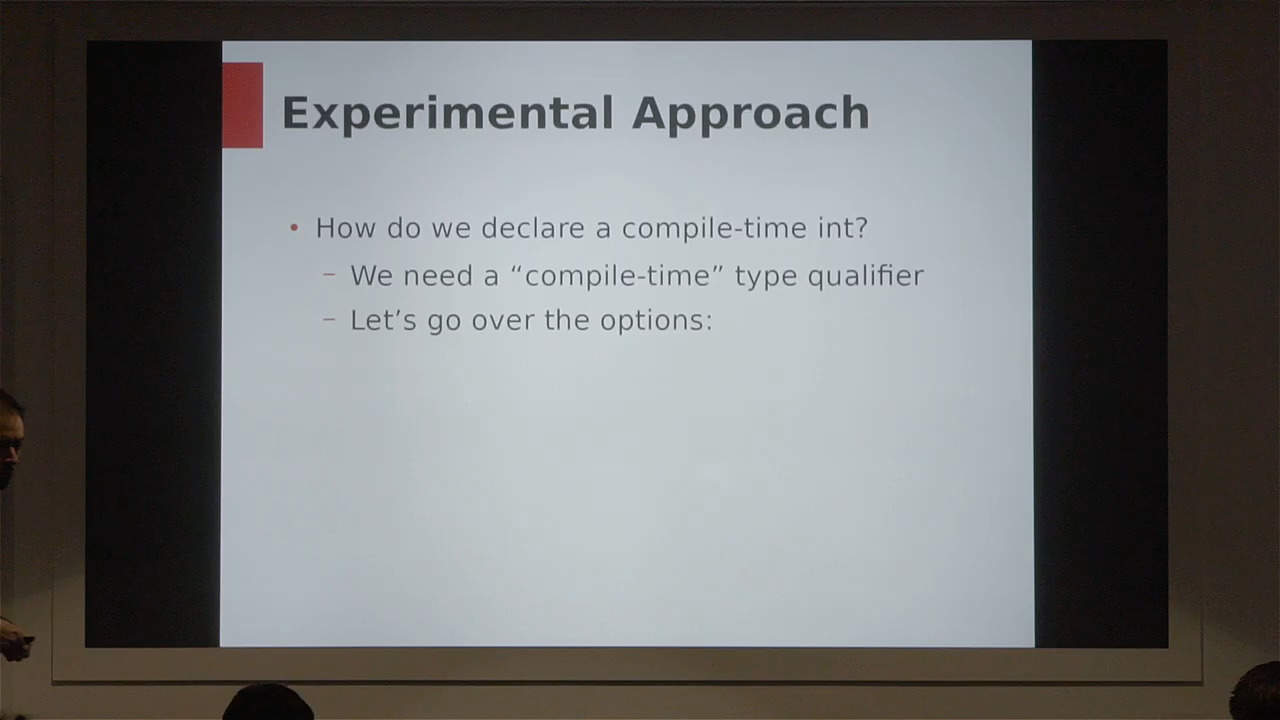 Experimental Approach
• How do we declare a compile-time int?
– We need a “compile-time” type qualifier
– Let’s go over the options: